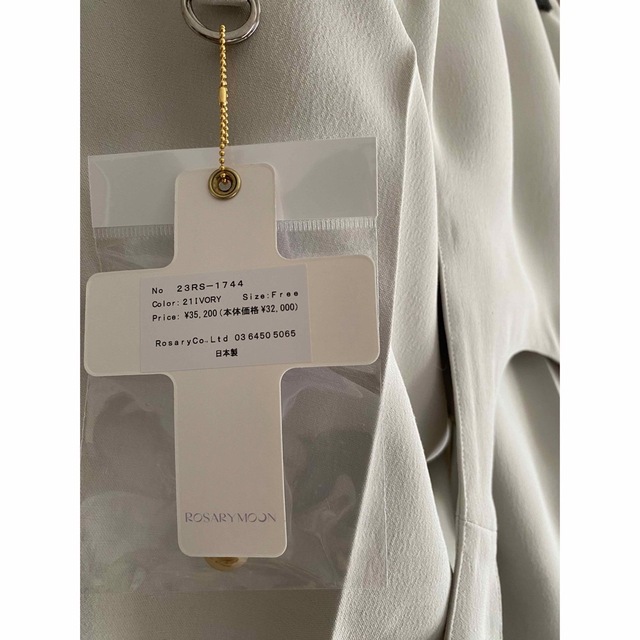 No 23RS-1744
Color: 21IVORY Size:Free
Price: ¥35,200(本体価格¥32,000)
RosaryCo.,Ltd 03 6450 5065
日本製
ROSARYMOON